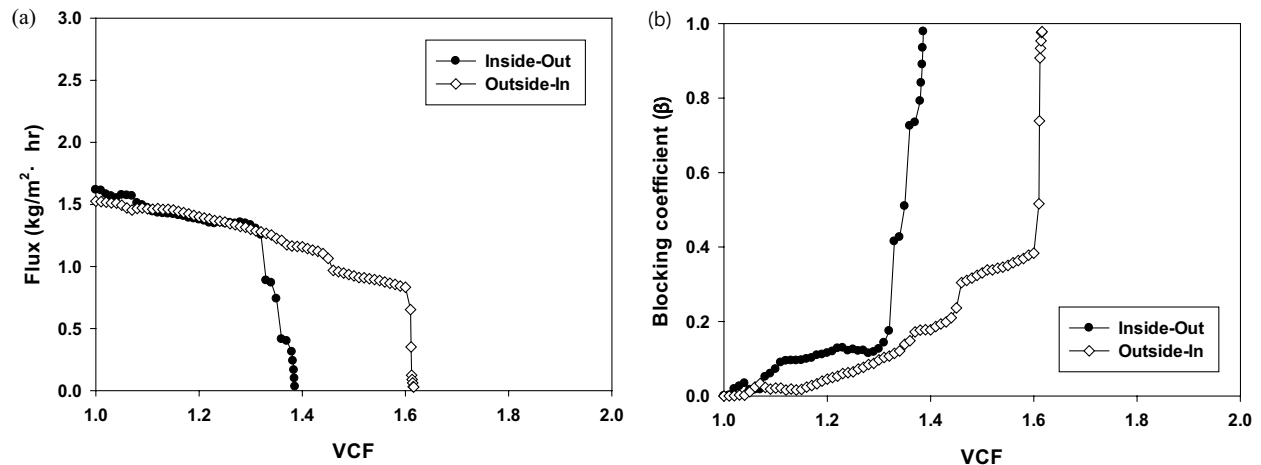 (a)
3.0
2.5
2.0
1.5
1.0
0.5
0.0
Flux (kg/m²· hr)
Inside-Out
Outside-In
1.0 1.2 1.4 1.6 1.8 2.0
VCF
(b)
1.0
0.8
0.6
0.4
0.2
0.0
Blocking coefficient (β)
Inside-Out
Outside-In
1.0 1.2 1.4 1.6 1.8 2.0
VCF